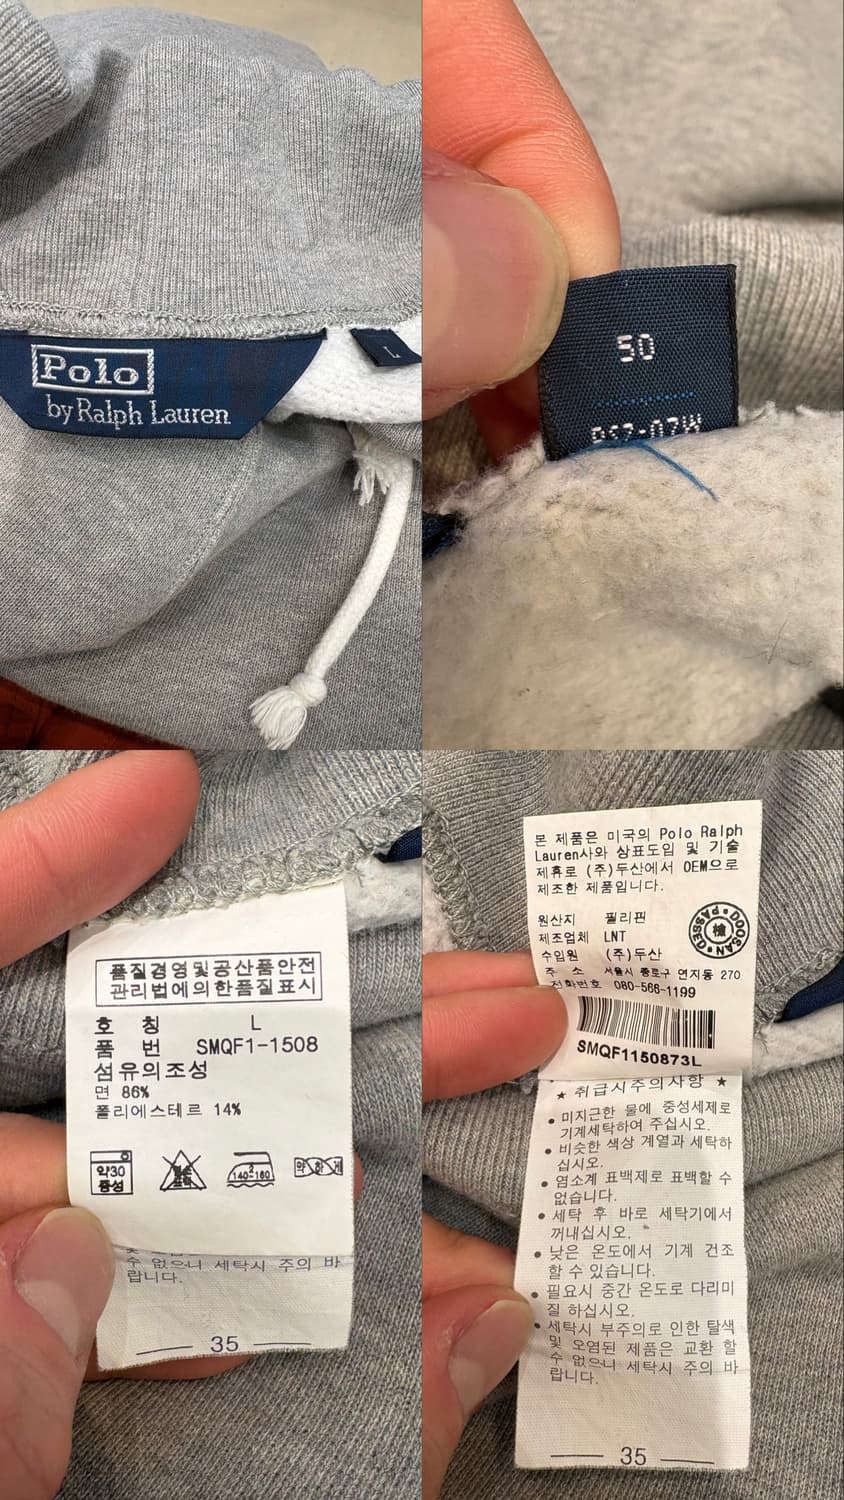 Polo
by Ralph Lauren
L
50
품질경영및공산품안전
관리법에의한품질표시
호 칭 L
품 번 SMQF1-1508
섬유의조성
면 86%
폴리에스테르 14%
약30
중성
140~160
약하게
수 없으니 세탁시 주의 바
랍니다.
35
본 제품은 미국의 Polo Ralph
Lauren사와 상표도입 및 기술
제휴로 (주)두산에서 OEM으로
제조한 제품입니다.
원산지 필리핀
제조업체 LNT
수입원 (주)두산
주 소 서울시 종로구 연지동 270
전화번호 080-566-1199
DOOSAN
PASSED
檢
SMQF1150873L
★ 취급시주의사항 ★
• 미지근한 물에 중성세제로
기계세탁하여 주십시오.
• 비슷한 색상 계열과 세탁하
십시오.
• 염소계 표백제로 표백할 수
없습니다.
• 세탁 후 바로 세탁기에서
꺼내십시오.
• 낮은 온도에서 기계 건조
할 수 있습니다.
• 필요시 중간 온도로 다리미
질 하십시오.
• 세탁시 부주의로 인한 탈색
및 오염된 제품은 교환 할
수 없으니 세탁시 주의 바
랍니다.
35